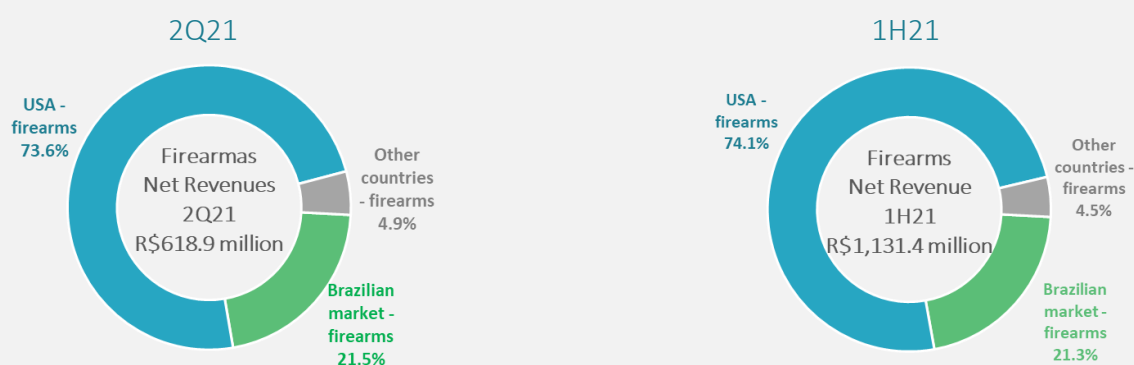 2Q21
USA -
firearms
73.6%
Firearmas
Net Revenues
2Q21
R$618.9 million
Other
countries
- firearms
4.9%
Brazilian
market -
firearms
21.5%
1H21
USA -
firearms
74.1%
Firearms
Net Revenue
1H21
R$1,131.4 million
Other
countries -
firearms
4.5%
Brazilian
market -
firearms
21.3%